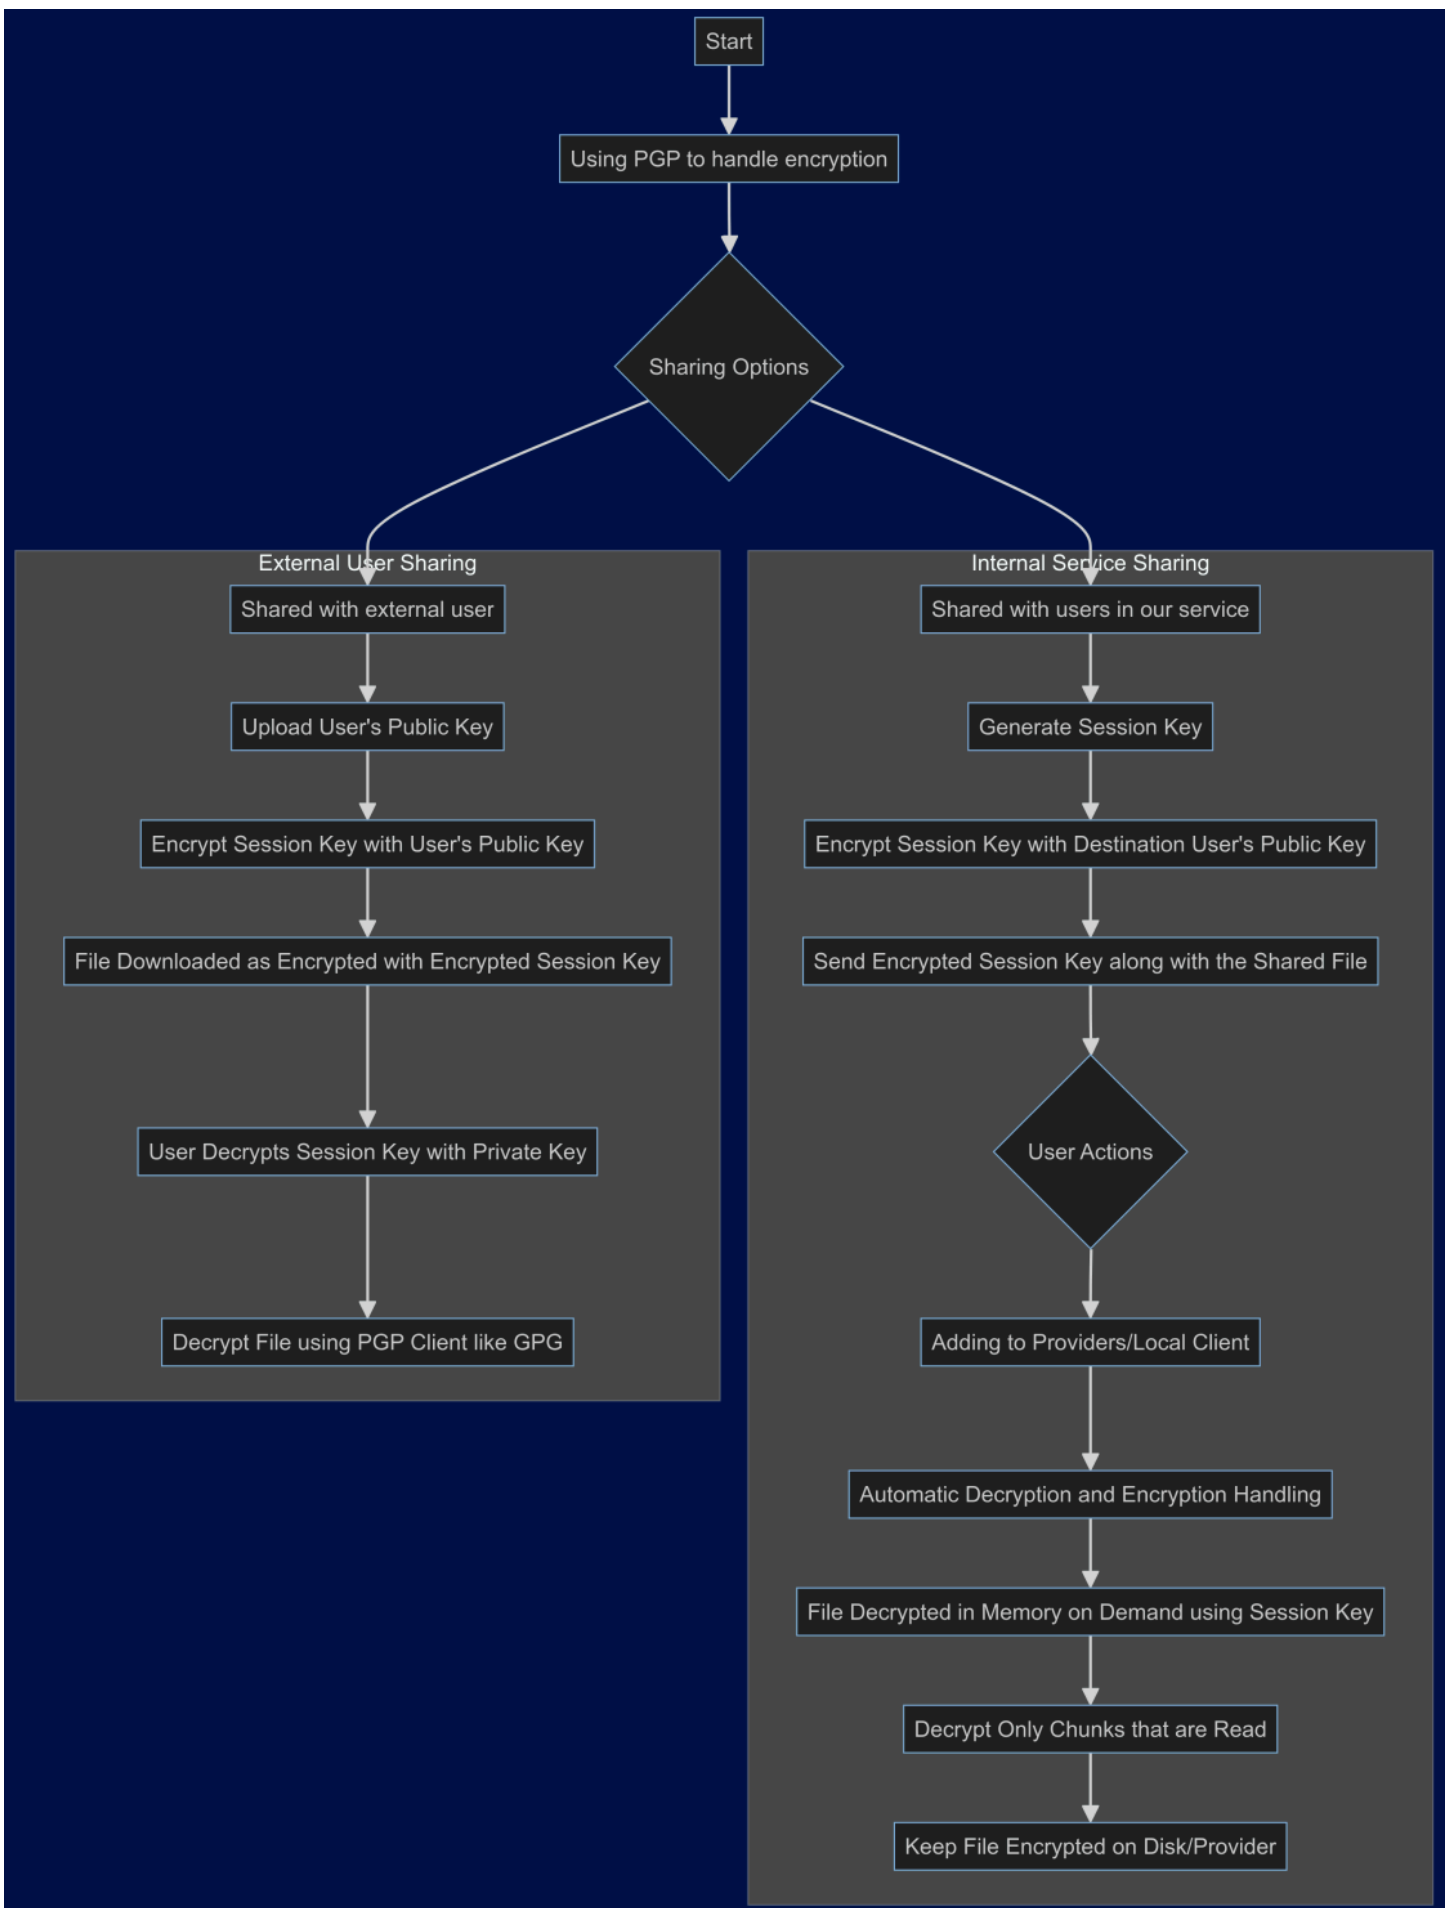 Start
Using PGP to handle encryption
Sharing Options
External User Sharing
Shared with external user
Upload User's Public Key
Encrypt Session Key with User's Public Key
File Downloaded as Encrypted with Encrypted Session Key
User Decrypts Session Key with Private Key
Decrypt File using PGP Client like GPG
Internal Service Sharing
Shared with users in our service
Generate Session Key
Encrypt Session Key with Destination User's Public Key
Send Encrypted Session Key along with the Shared File
User Actions
Adding to Providers/Local Client
Automatic Decryption and Encryption Handling
File Decrypted in Memory on Demand using Session Key
Decrypt Only Chunks that are Read
Keep File Encrypted on Disk/Provider